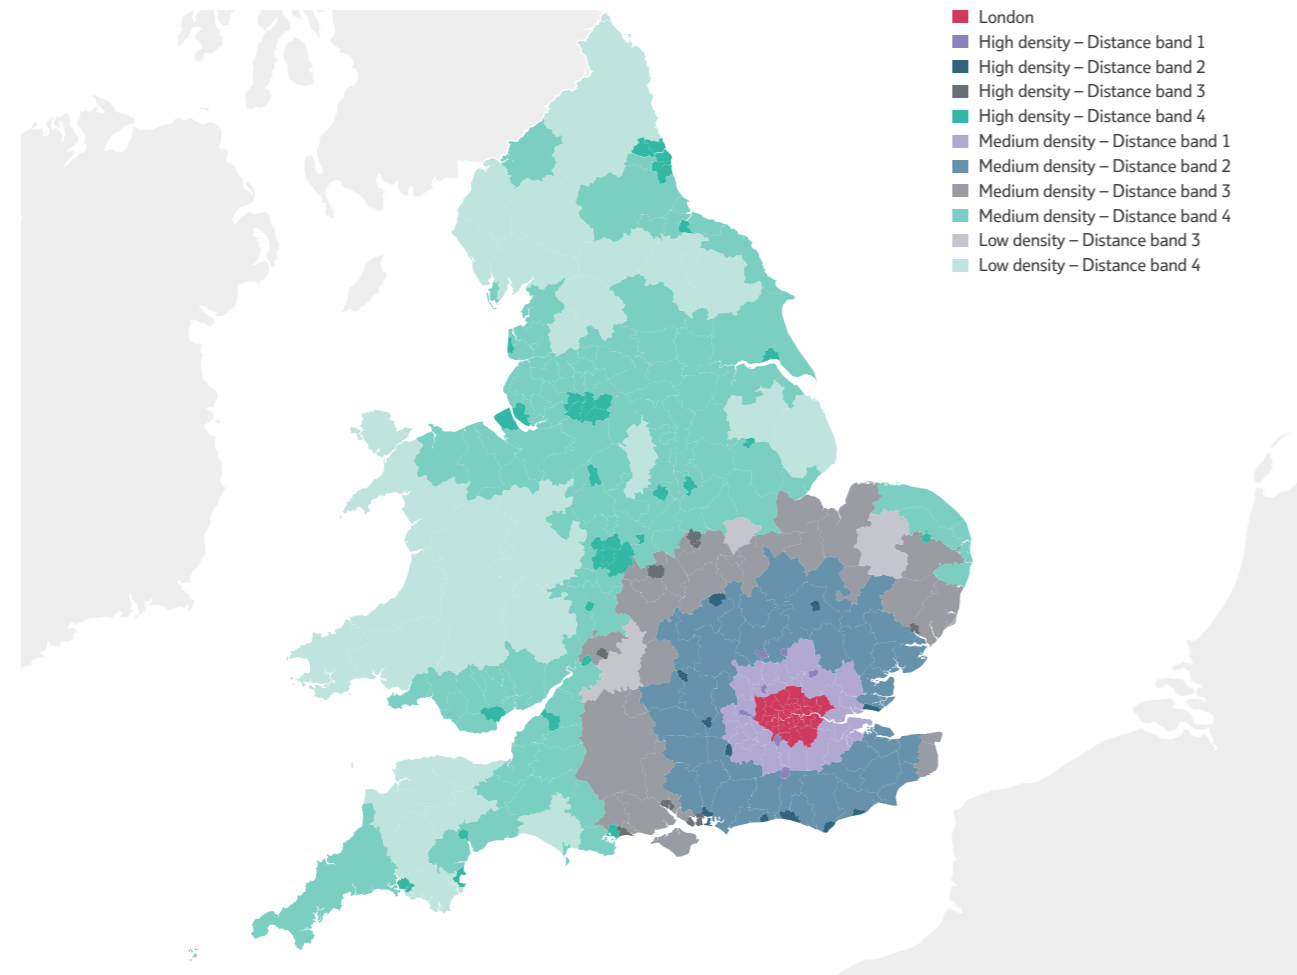 London
High density – Distance band 1
High density – Distance band 2
High density – Distance band 3
High density – Distance band 4
Medium density – Distance band 1
Medium density – Distance band 2
Medium density – Distance band 3
Medium density – Distance band 4
Low density – Distance band 3
Low density – Distance band 4